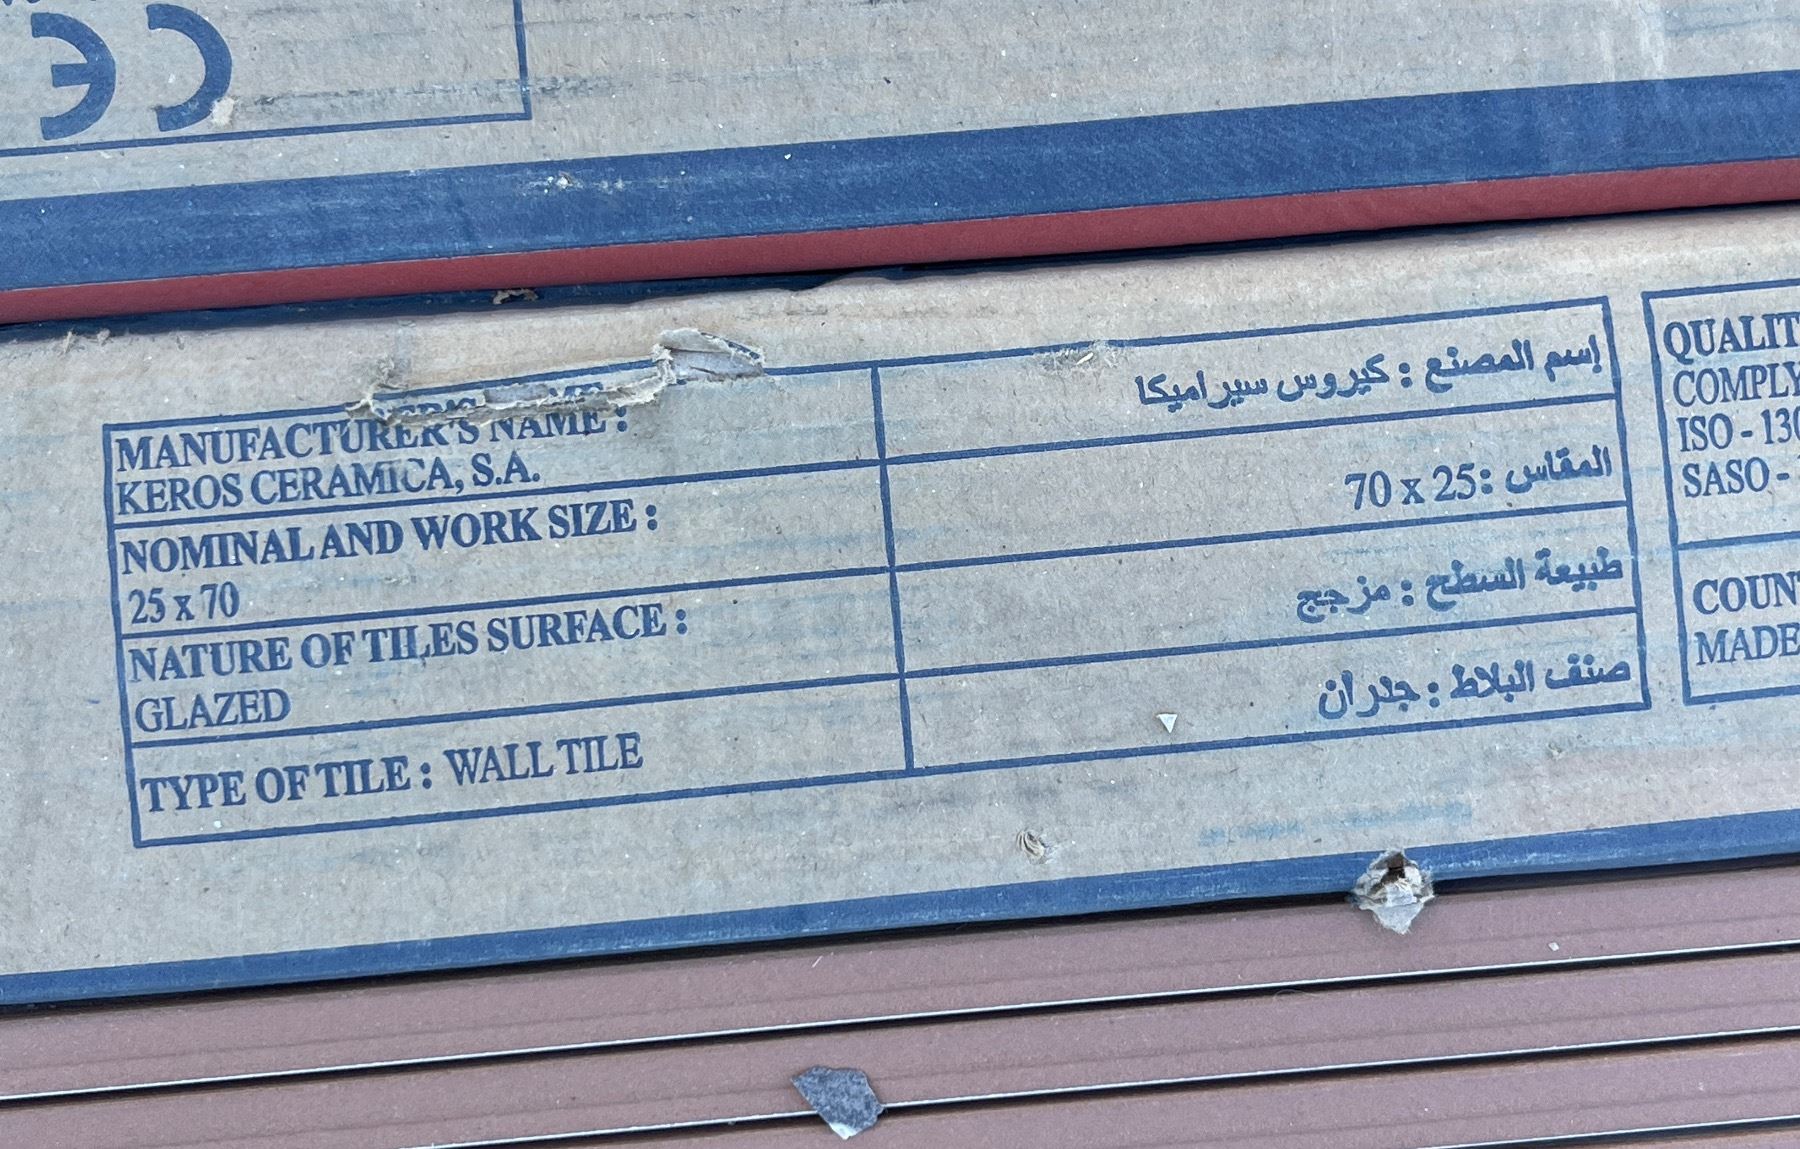 CE
MANUFACTURER'S NAME :
KEROS CERAMICA, S.A.
NOMINAL AND WORK SIZE :
25 x 70
NATURE OF TILES SURFACE :
GLAZED
TYPE OF TILE : WALL TILE
إسم المصنع : كيروس سيراميكا
المقاس :25 x 70
طبيعة السطح : مزجج
صنف البلاط : جدران
QUALIT
COMPLY
ISO - 130
SASO -
COUN
MADE